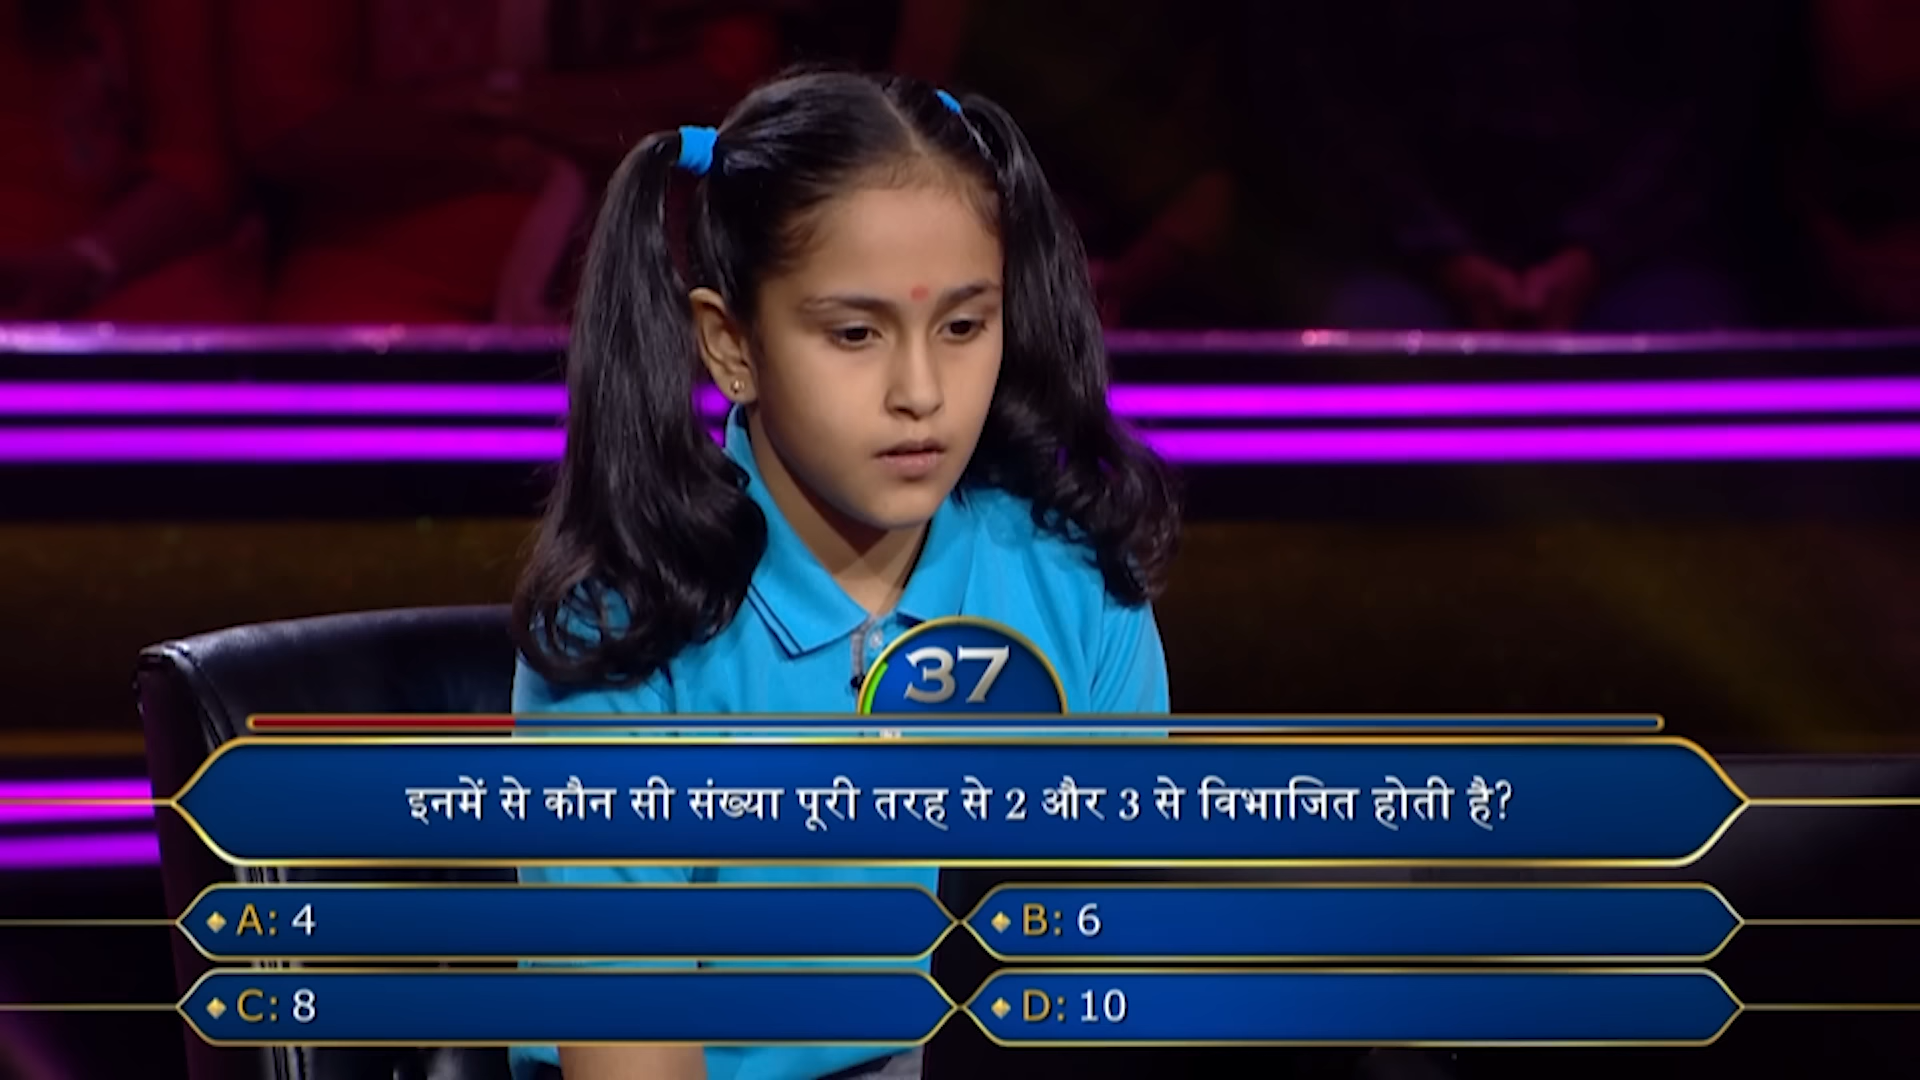 37
इनमें से कौन सी संख्या पूरी तरह से 2 और 3 से विभाजित होती है?
A: 4
B: 6
C: 8
D: 10